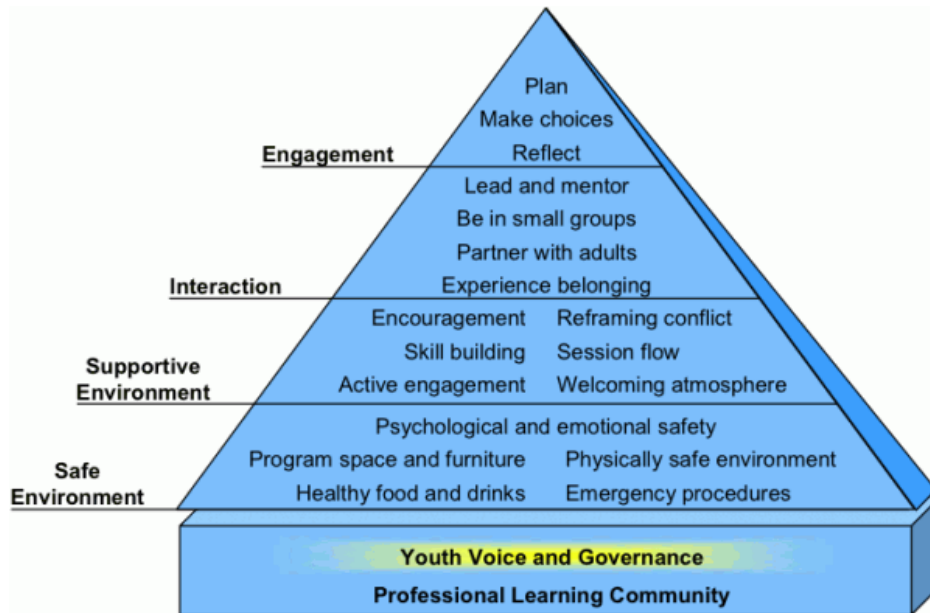 Plan
Make choices
Engagement Reflect
Lead and mentor
Be in small groups
Partner with adults
Interaction Experience belonging
Encouragement Reframing conflict
Skill building Session flow
Supportive
Environment
Active engagement Welcoming atmosphere
Psychological and emotional safety
Program space and furniture Physically safe environment
Safe
Environment
Healthy food and drinks Emergency procedures
Youth Voice and Governance
Professional Learning Community